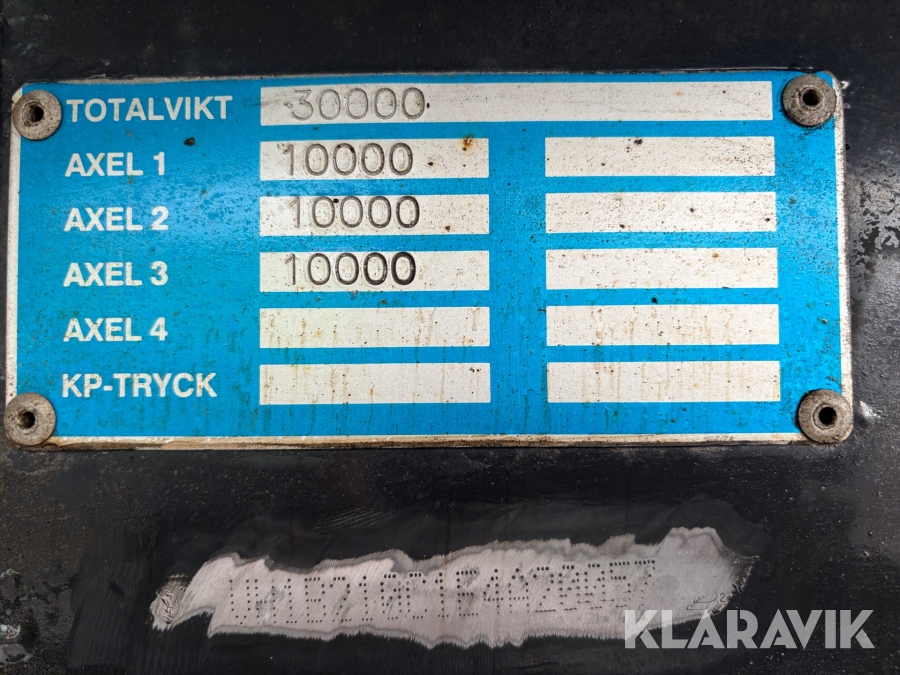 TOTALVIKT 30000
AXEL 1 10000
AXEL 2 10000
AXEL 3 10000
AXEL 4
KP-TRYCK
KLARAVIK